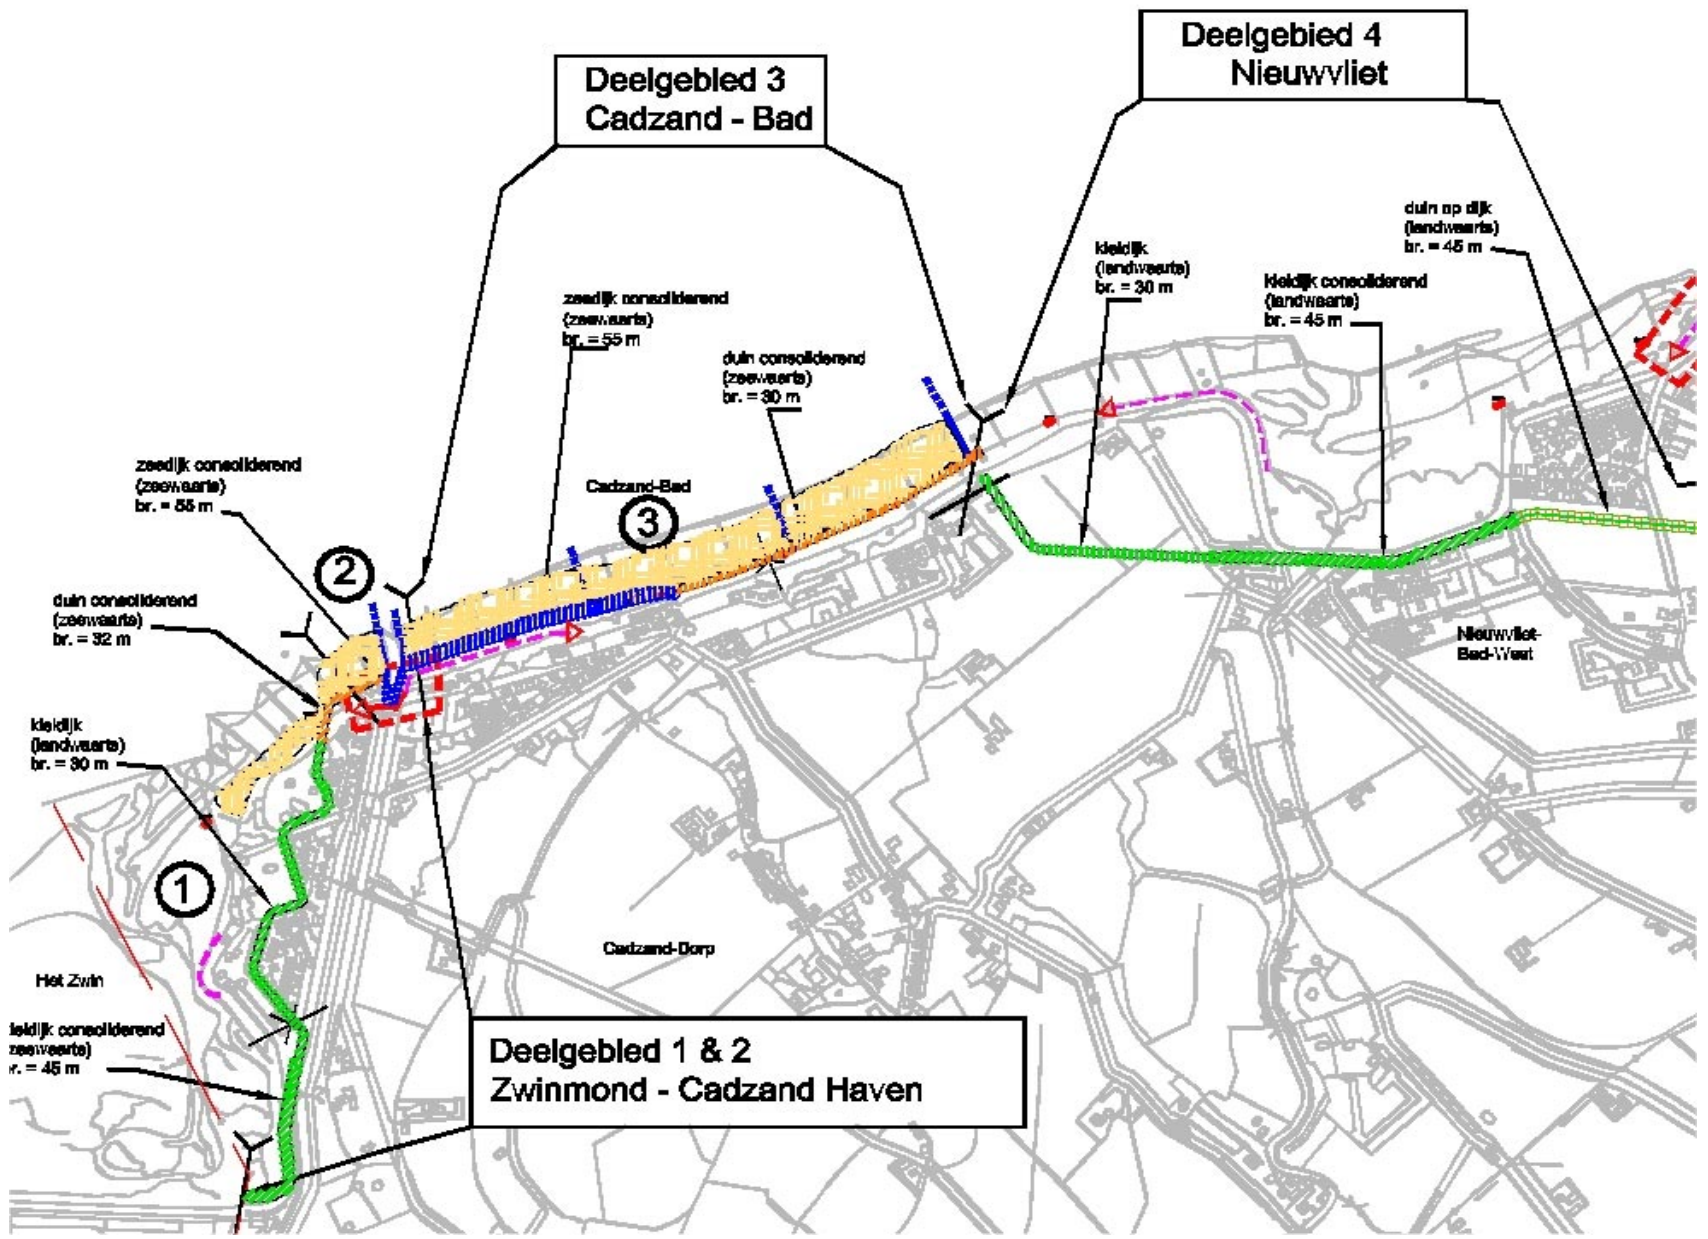 Deelgebied 4
Nieuwvliet
Deelgebied 3
Cadzand - Bad
duin op dijk
(landwaarts)
br. = 45 m
kleidijk
(landwaarts)
br. = 30 m
kleidijk consoliderend
(landwaarts)
br. = 45 m
zeedijk consoliderend
(zeewaarts)
br. = 55 m
duin consoliderend
(zeewaarts)
br. = 30 m
zeedijk consoliderend
(zeewaarts)
br. = 55 m
Cadzand-Bad
3
2
duin consoliderend
(zeewaarts)
br. = 32 m
Nieuwvliet-
Bad-West
kleidijk
(landwaarts)
br. = 30 m
1
Cadzand-Dorp
Het Zwin
leidijk consoliderend
zeewaarts)
r. = 45 m
Deelgebied 1 & 2
Zwinmond - Cadzand Haven